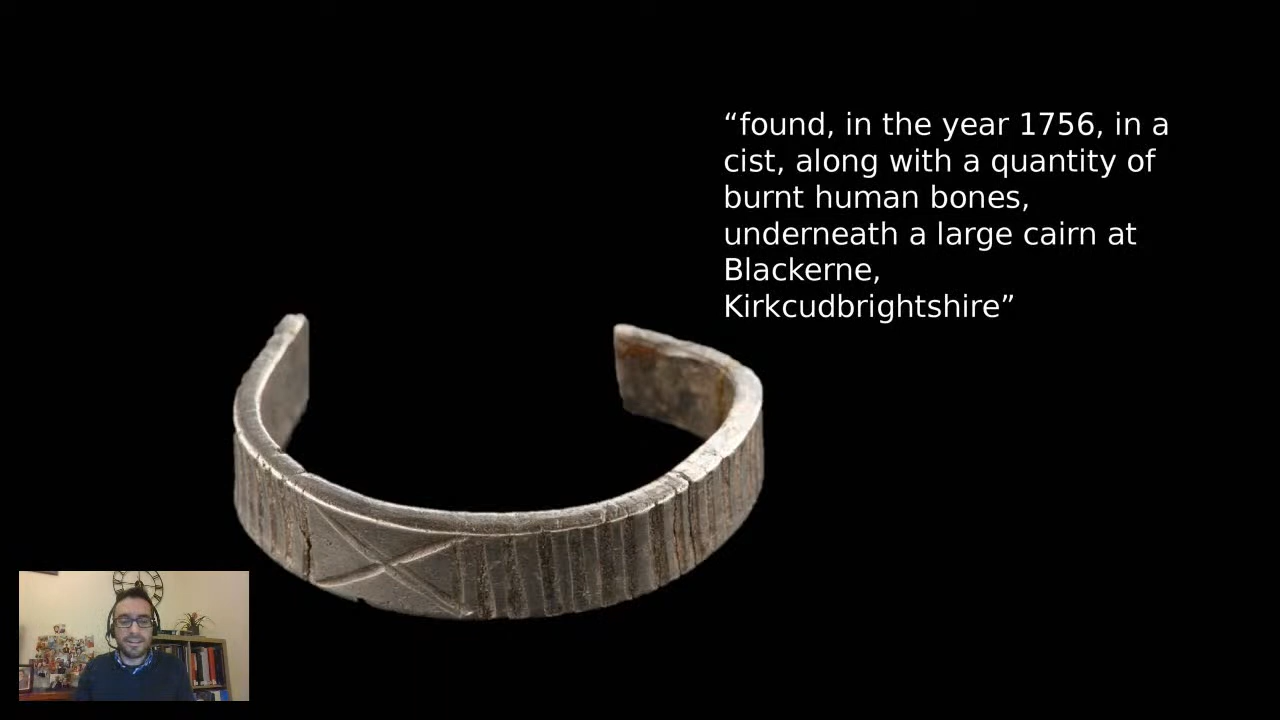 “found, in the year 1756, in a
cist, along with a quantity of
burnt human bones,
underneath a large cairn at
Blackerne,
Kirkcudbrightshire”